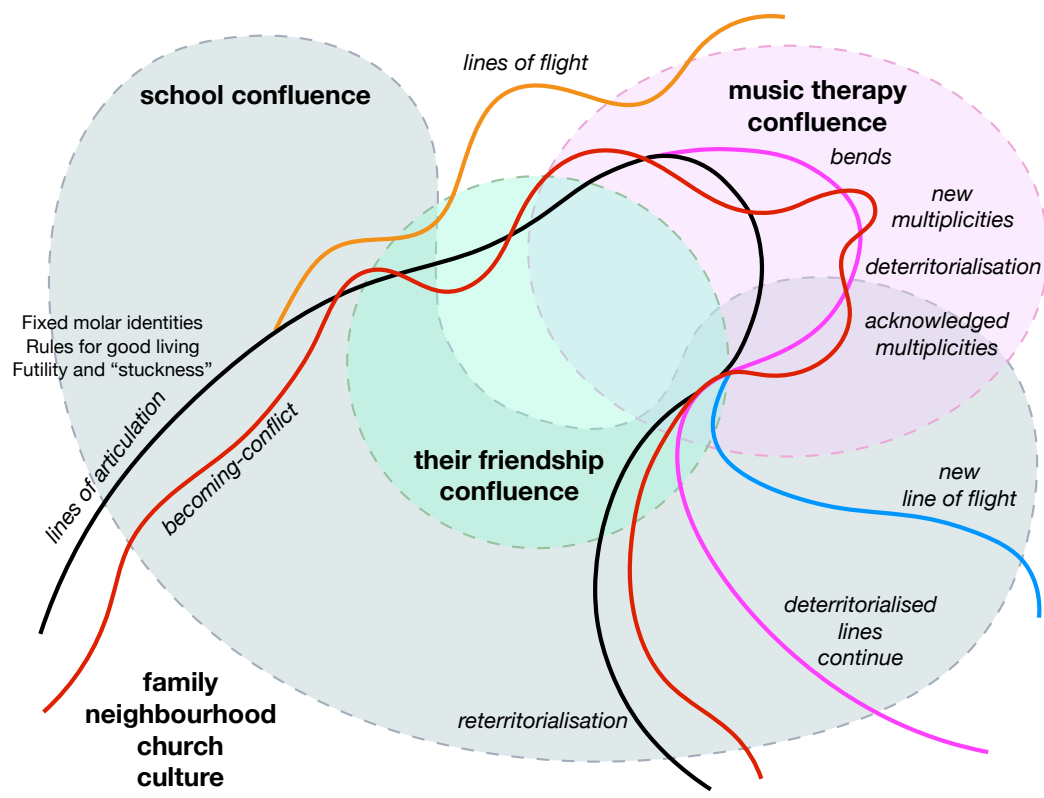 lines of flight
school confluence
music therapy
confluence
bends
new
multiplicities
deterritorialisation
Fixed molar identities
Rules for good living
Futility and “stuckness”
acknowledged
multiplicities
lines of articulation
becoming-conflict
their friendship
confluence
new
line of flight
deterritorialised
lines
continue
family
neighbourhood
church
culture
reterritorialisation